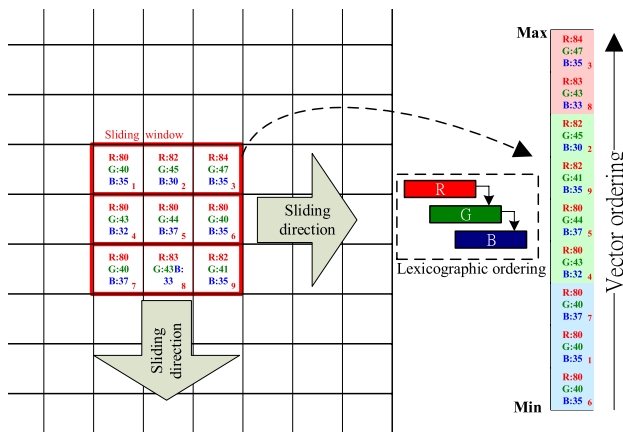 Sliding window
R:80
G:40
B:35 1
R:82
G:45
B:30 2
R:84
G:47
B:35 3
R:80
G:43
B:32 4
R:80
G:44
B:37 5
R:80
G:40
B:35 6
R:80
G:40
B:37 7
R:83
G:43B:
33 8
R:82
G:41
B:35 9
Sliding
direction
Sliding
direction
R
G
B
Lexicographic ordering
Max
R:84
G:47
B:35 3
R:83
G:43
B:33 8
R:82
G:45
B:30 2
R:82
G:41
B:35 9
R:80
G:44
B:37 5
R:80
G:43
B:32 4
R:80
G:40
B:37 7
R:80
G:40
B:35 1
R:80
G:40
B:35 6
Min
Vector ordering